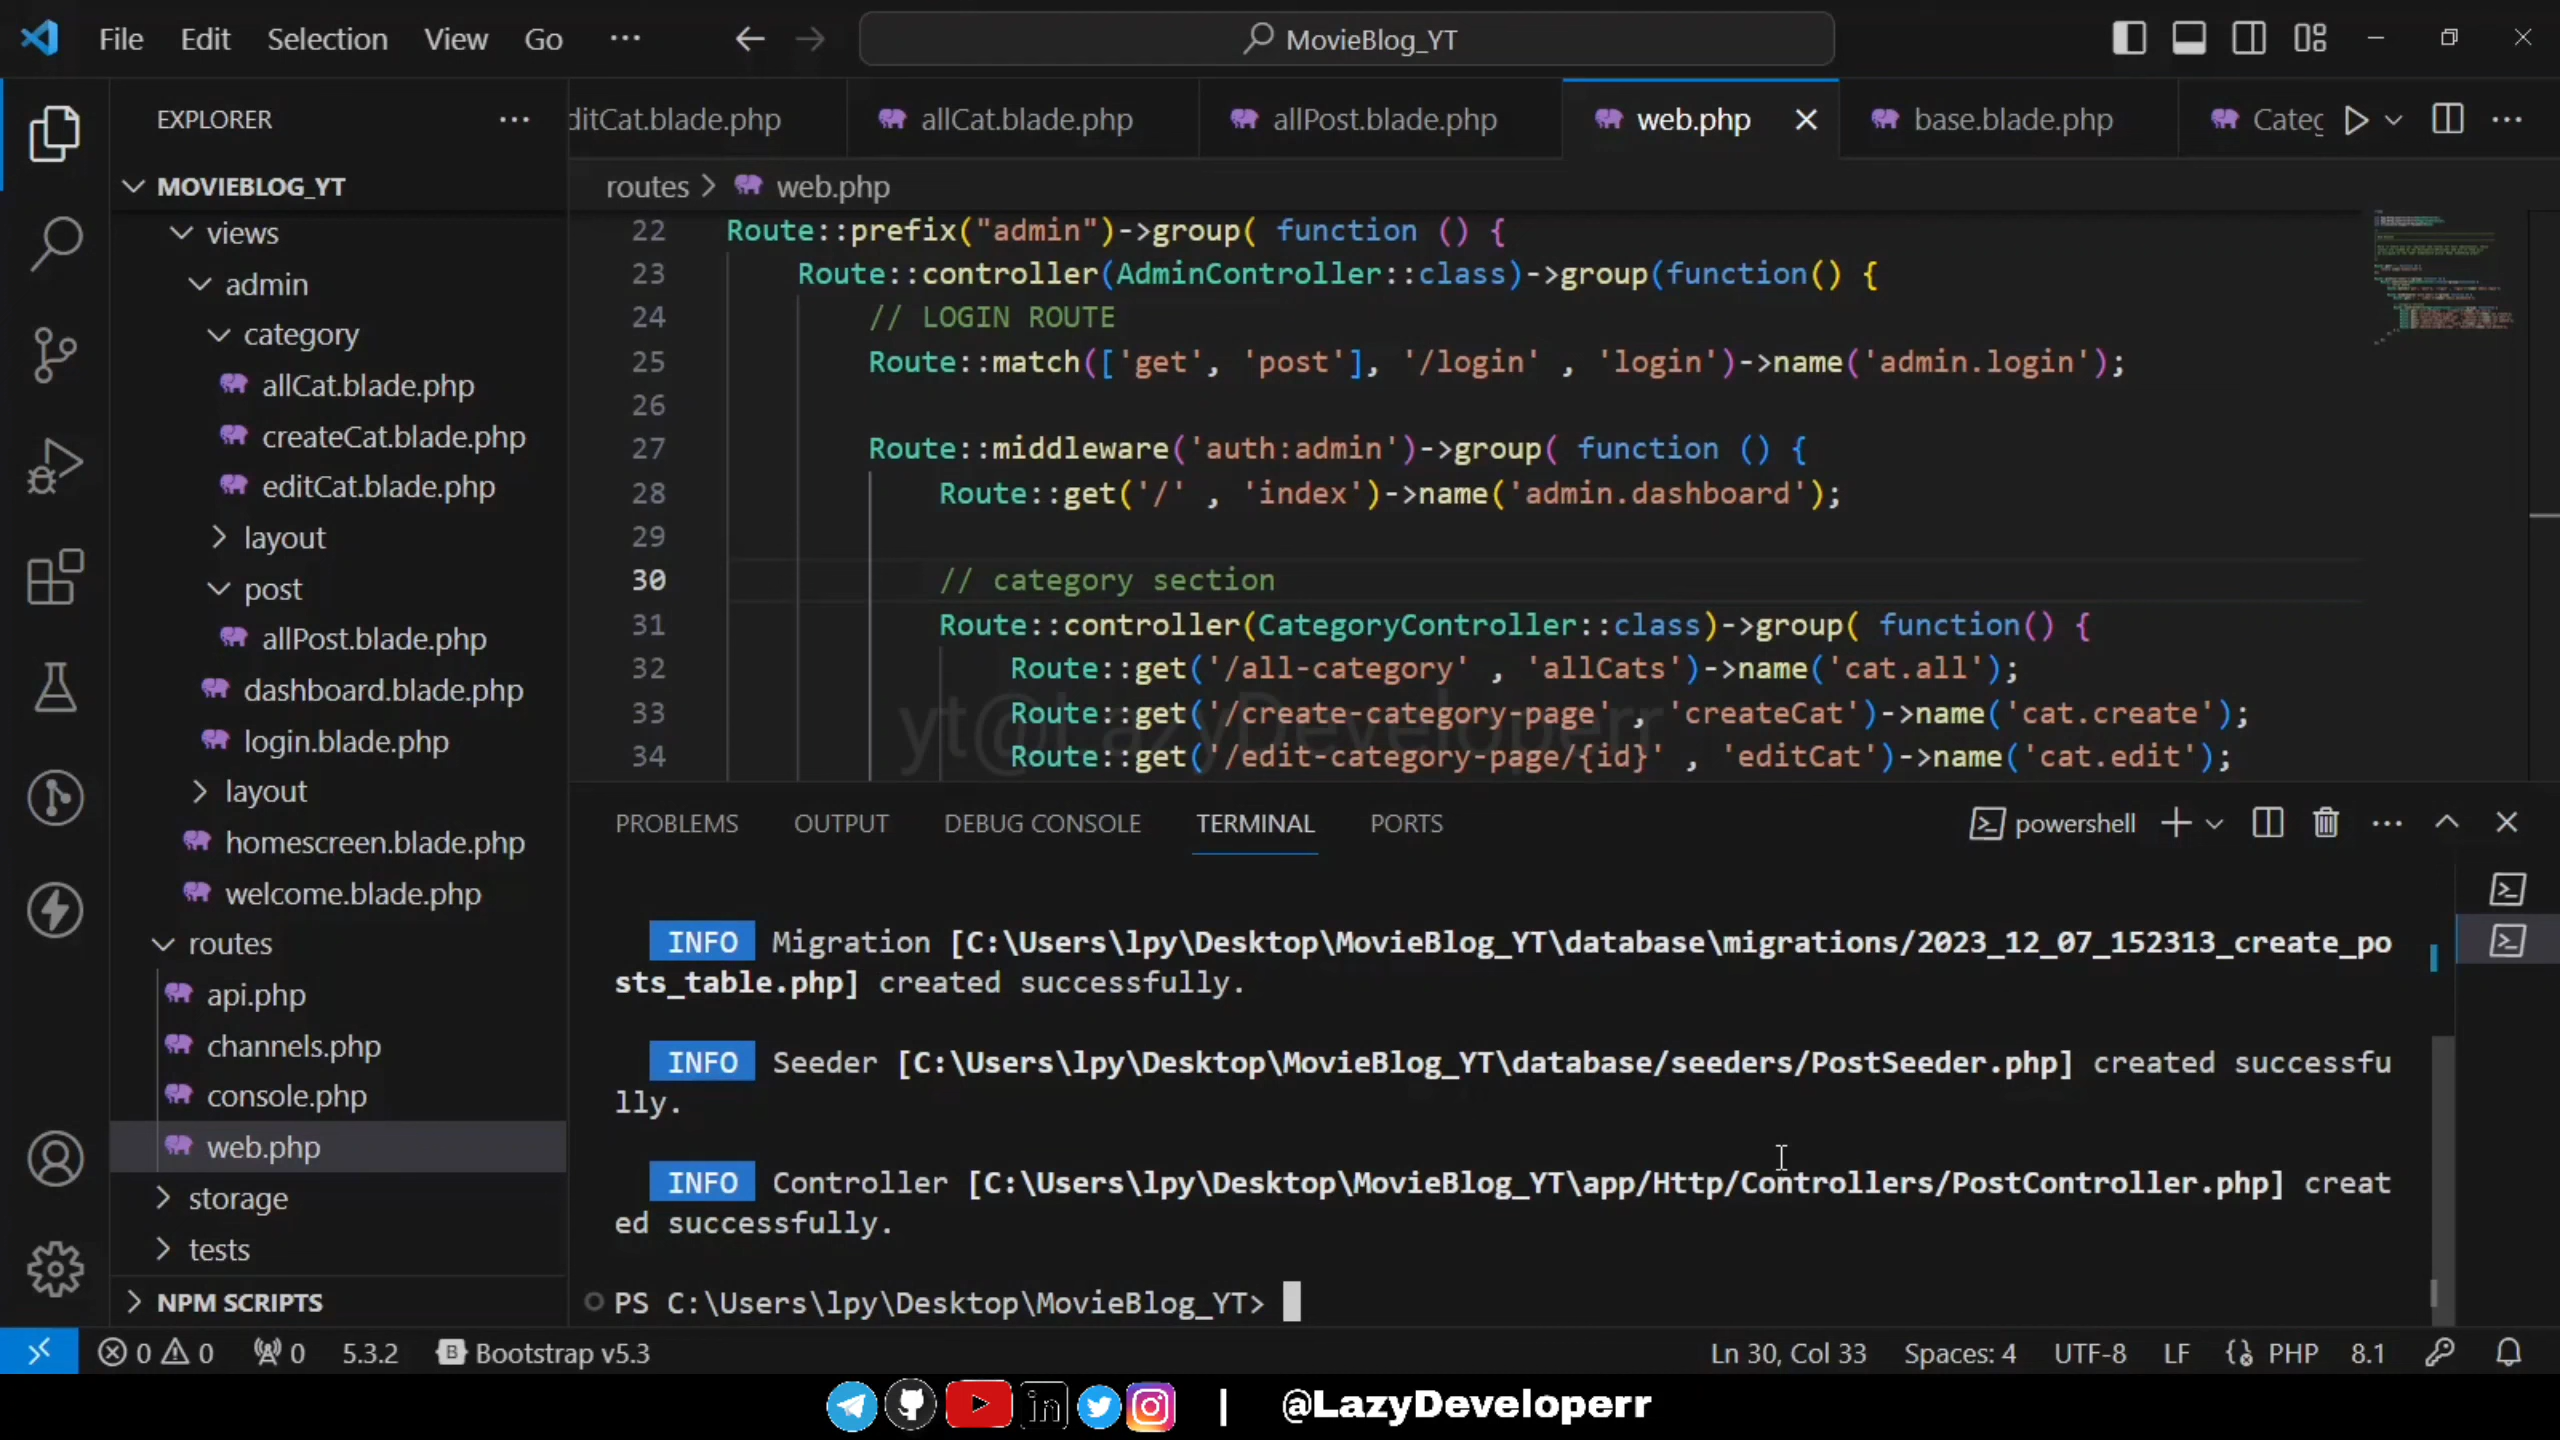 File Edit Selection View Go ··· MovieBlog_YT
EXPLORER
MOVIEBLOG_YT
views
admin
category
allCat.blade.php
createCat.blade.php
editCat.blade.php
layout
post
allPost.blade.php
dashboard.blade.php
login.blade.php
layout
homescreen.blade.php
welcome.blade.php
routes
api.php
channels.php
console.php
web.php
storage
tests
NPM SCRIPTS
ditCat.blade.php allCat.blade.php allPost.blade.php web.php base.blade.php Categ
routes > web.php
22 Route::prefix("admin")->group( function () {
23 Route::controller(AdminController::class)->group(function() {
24 // LOGIN ROUTE
25 Route::match(['get', 'post'], '/login' , 'login')->name('admin.login');
26
27 Route::middleware('auth:admin')->group( function () {
28 Route::get('/' , 'index')->name('admin.dashboard');
29
30 // category section
31 Route::controller(CategoryController::class)->group( function() {
32 Route::get('/all-category' , 'allCats')->name('cat.all');
33 Route::get('/create-category-page' , 'createCat')->name('cat.create');
34 Route::get('/edit-category-page/{id}' , 'editCat')->name('cat.edit');
yt@LazyDeveloperr
PROBLEMS OUTPUT DEBUG CONSOLE TERMINAL PORTS powershell
INFO Migration [C:\Users\lpy\Desktop\MovieBlog_YT\database\migrations/2023_12_07_152313_create_po
sts_table.php] created successfully.
INFO Seeder [C:\Users\lpy\Desktop\MovieBlog_YT\database/seeders/PostSeeder.php] created successfu
lly.
INFO Controller [C:\Users\lpy\Desktop\MovieBlog_YT\app/Http/Controllers/PostController.php] creat
ed successfully.
PS C:\Users\lpy\Desktop\MovieBlog_YT>
0 0 0 5.3.2 B Bootstrap v5.3 Ln 30, Col 33 Spaces: 4 UTF-8 LF PHP 8.1
in | @LazyDeveloperr